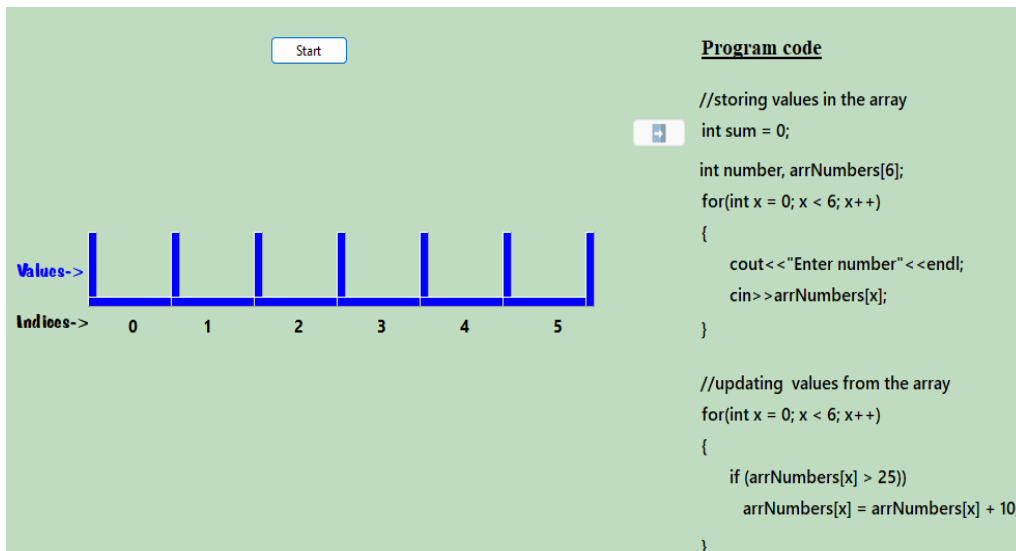 Start
Values->
Indices->
0 1 2 3 4 5
Program code
//storing values in the array
int sum = 0;
int number, arrNumbers[6];
for(int x = 0; x < 6; x++)
{
cout<<"Enter number"<<endl;
cin>>arrNumbers[x];
}
//updating  values from the array
for(int x = 0; x < 6; x++)
{
if (arrNumbers[x] > 25))
arrNumbers[x] = arrNumbers[x] + 10
}